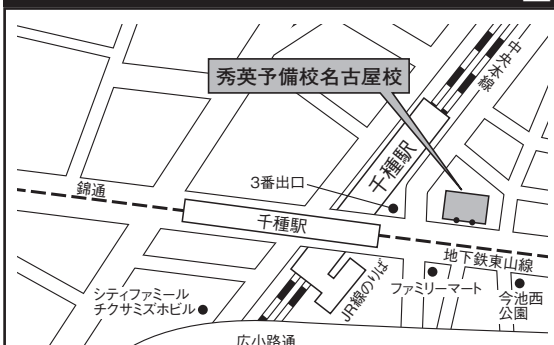 中央本線
秀英予備校名古屋校
千種駅
3番出口
錦通
千種駅
地下鉄東山線
JR線のりば
ファミリーマート
今池西
公園
シティファミール
チクサミズホビル
広小路通